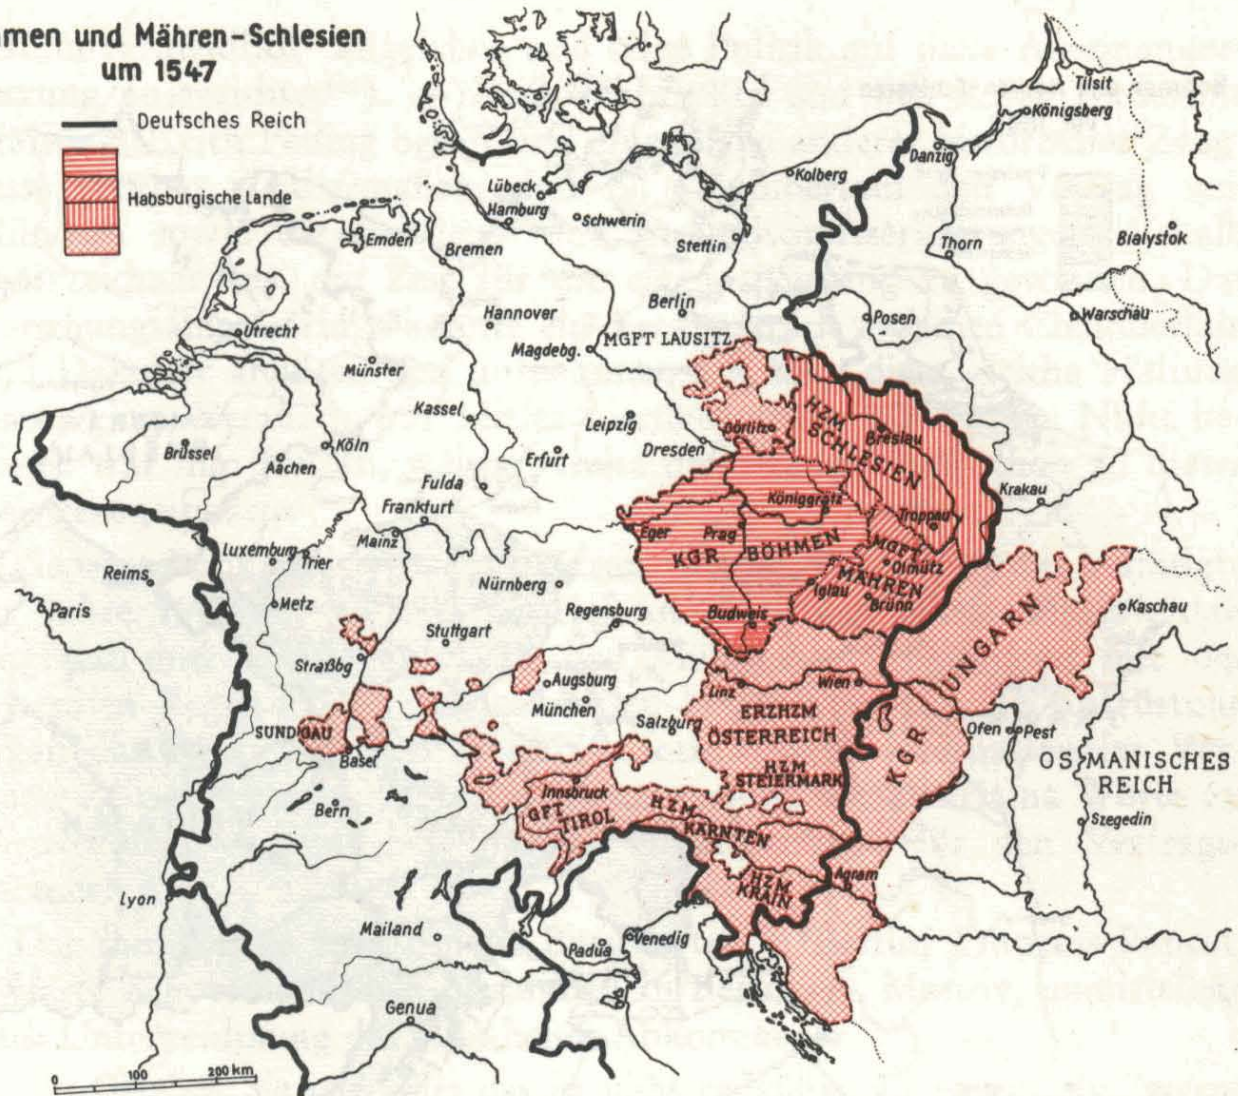 men und Mähren-Schlesien
um 1547
Deutsches Reich
Habsburgische Lande
Tilsit
Königsberg
Danzig
Kolberg
Lübeck
Hamburg
Schwerin
Stettin
Emden
Bremen
Thorn
Bialystok
Berlin
Hannover
Utrecht
Posen
Warschau
MGFT LAUSITZ
Magdebg.
Münster
Kassel
Leipzig
Görlitz
HZM
SCHLESIEN
Breslau
Brüssel
Köln
Aachen
Erfurt
Dresden
Fulda
Königgrätz
Krakau
Frankfurt
Troppau
Mainz
Eger
Prag
KGR BÖHMEN
MGFT
MÄHREN
Olmütz
Luxemburg
Trier
Reims
Nürnberg
Iglau
Brünn
Metz
Paris
Regensburg
Budweis
Kaschau
Stuttgart
Straßbg
Augsburg
Linz
Wien
KGR UNGARN
München
Salzburg
ERZHZM
ÖSTERREICH
SUNDGAU
Ofen
Pest
Basel
OSMANISCHES
REICH
HZM
STEIERMARK
Innsbruck
Bern
GFT
TIROL
HZM
KÄRNTEN
Szegedin
HZM
KRAIN
Agram
Lyon
Mailand
Padua
Venedig
Genua
0 100 200 km